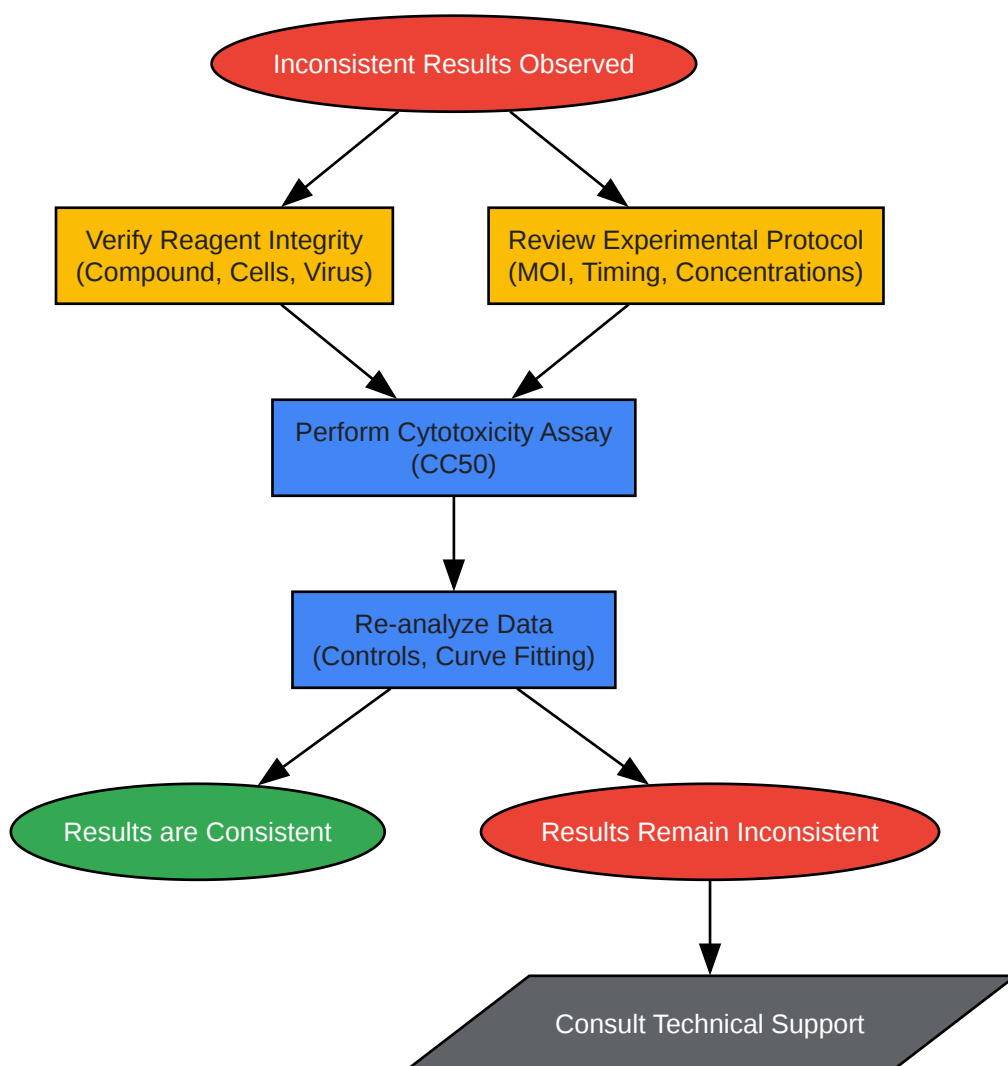 Inconsistent Results Observed
Verify Reagent Integrity
(Compound, Cells, Virus)
Review Experimental Protocol
(MOI, Timing, Concentrations)
Perform Cytotoxicity Assay
(CC50)
Re-analyze Data
(Controls, Curve Fitting)
Results are Consistent
Results Remain Inconsistent
Consult Technical Support